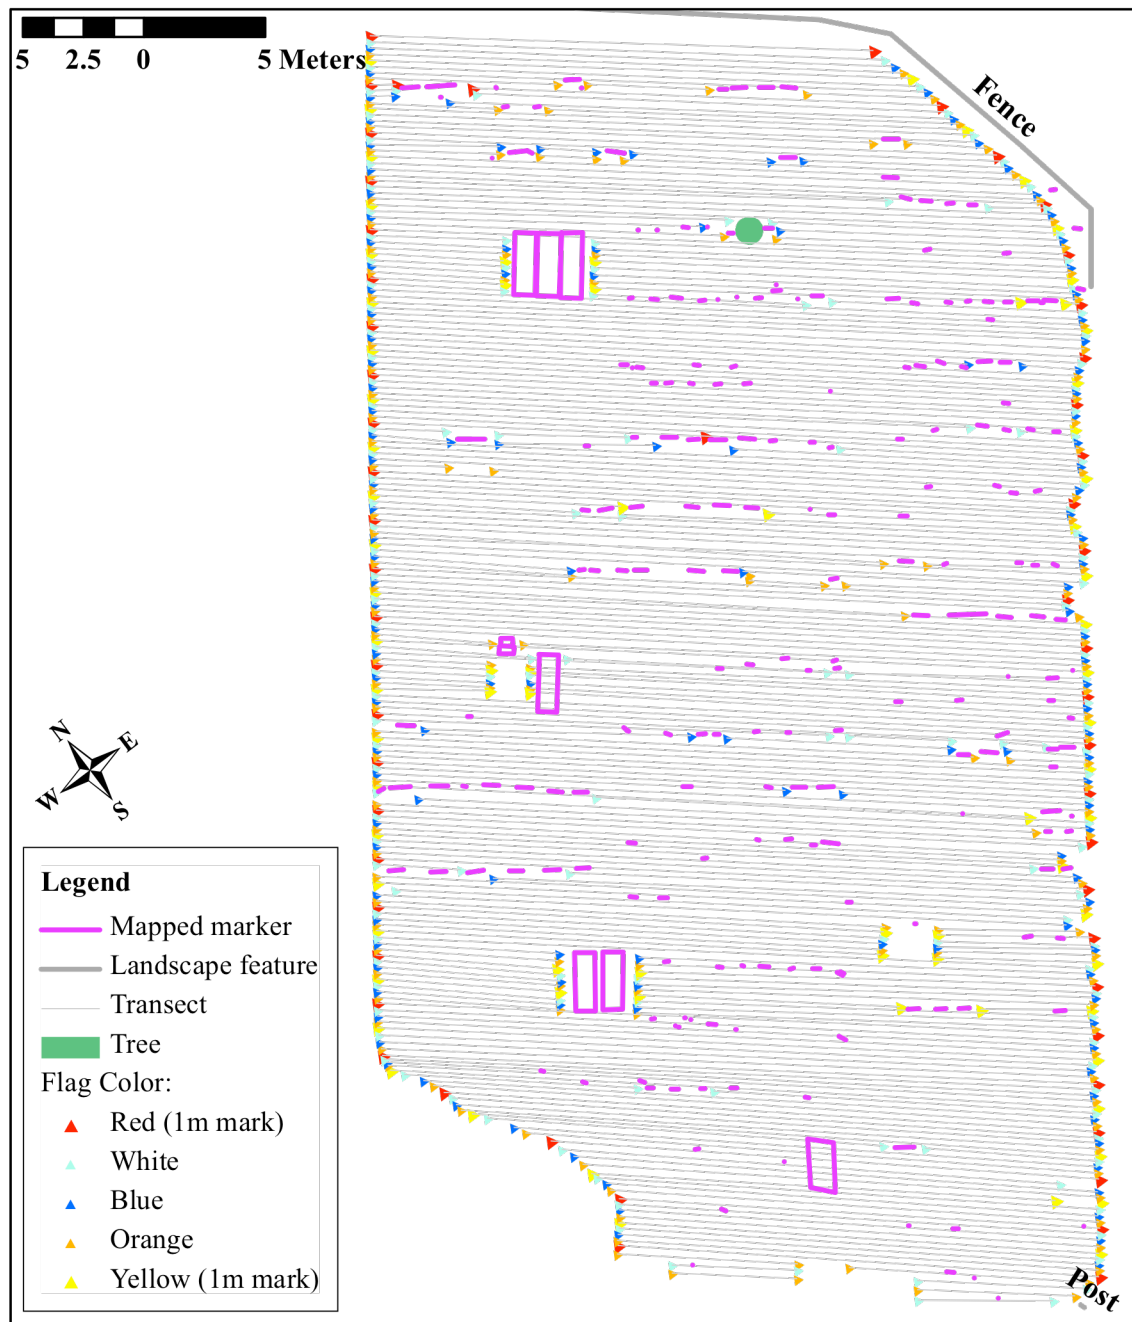 5 2.5 0 5 Meters
Fence
N
E
W
S
Legend
Mapped marker
Landscape feature
Transect
Tree
Flag Color:
Red (1m mark)
White
Blue
Orange
Yellow (1m mark)
Post